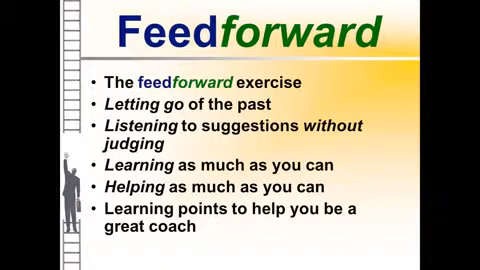 Feedforward
• The feedforward exercise
• Letting go of the past
• Listening to suggestions without
judging
• Learning as much as you can
• Helping as much as you can
• Learning points to help you be a
great coach